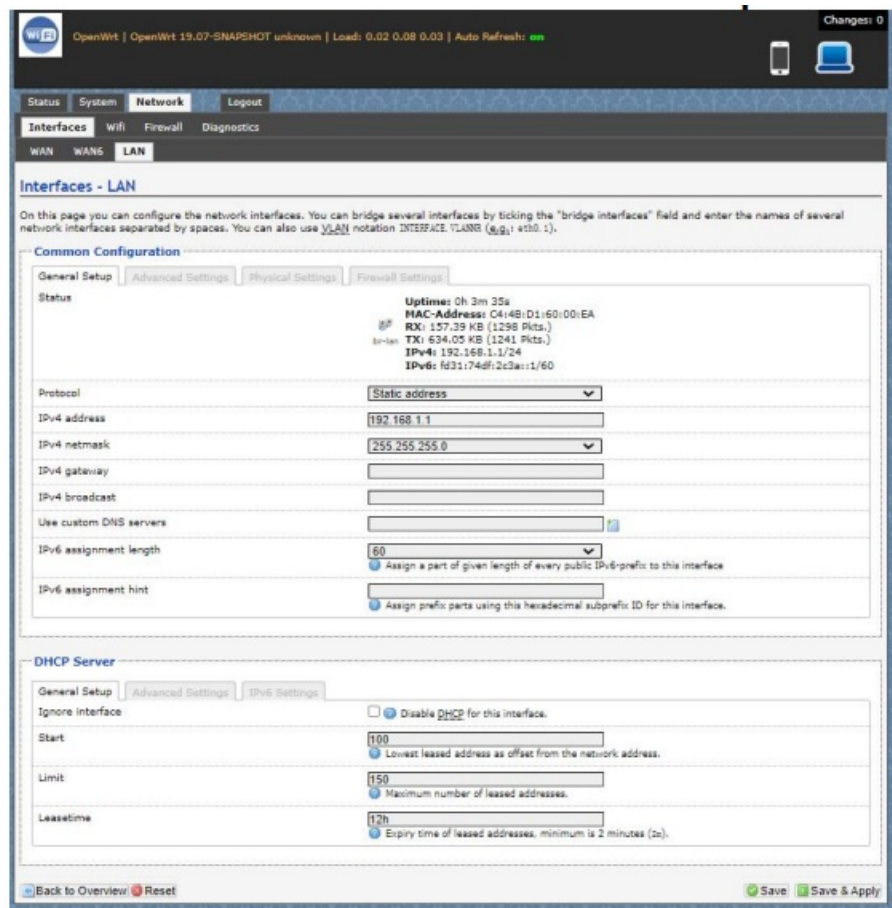 Changes: 0
WiFi
OpenWrt | OpenWrt 19.07-SNAPSHOT unknown | Load: 0.02 0.08 0.03 | Auto Refresh: on
Status System Network Logout
Interfaces Wifi Firewall Diagnostics
WAN WAN6 LAN
Interfaces - LAN
On this page you can configure the network interfaces. You can bridge several interfaces by ticking the "bridge interfaces" field and enter the names of several
network interfaces separated by spaces. You can also use VLAN notation INTERFACE.VLANNR (e.g.: eth0.1).
Common Configuration
General Setup Advanced Settings Physical Settings Firewall Settings
Status
Uptime: 0h 3m 35s
MAC-Address: C4:4B:D1:60:00:EA
RX: 157.39 KB (1298 Pkts.)
br-lan TX: 634.05 KB (1241 Pkts.)
IPv4: 192.168.1.1/24
IPv6: fd31:74df:2c3a::1/60
Protocol Static address
IPv4 address 192.168.1.1
IPv4 netmask 255.255.255.0
IPv4 gateway
IPv4 broadcast
Use custom DNS servers
IPv6 assignment length 60
Assign a part of given length of every public IPv6-prefix to this interface
IPv6 assignment hint
Assign prefix parts using this hexadecimal subprefix ID for this interface.
DHCP Server
General Setup Advanced Settings IPv6 Settings
Ignore interface Disable DHCP for this interface.
Start 100
Lowest leased address as offset from the network address.
Limit 150
Maximum number of leased addresses.
Leasetime 12h
Expiry time of leased addresses, minimum is 2 minutes (2m).
Back to Overview Reset Save Save & Apply